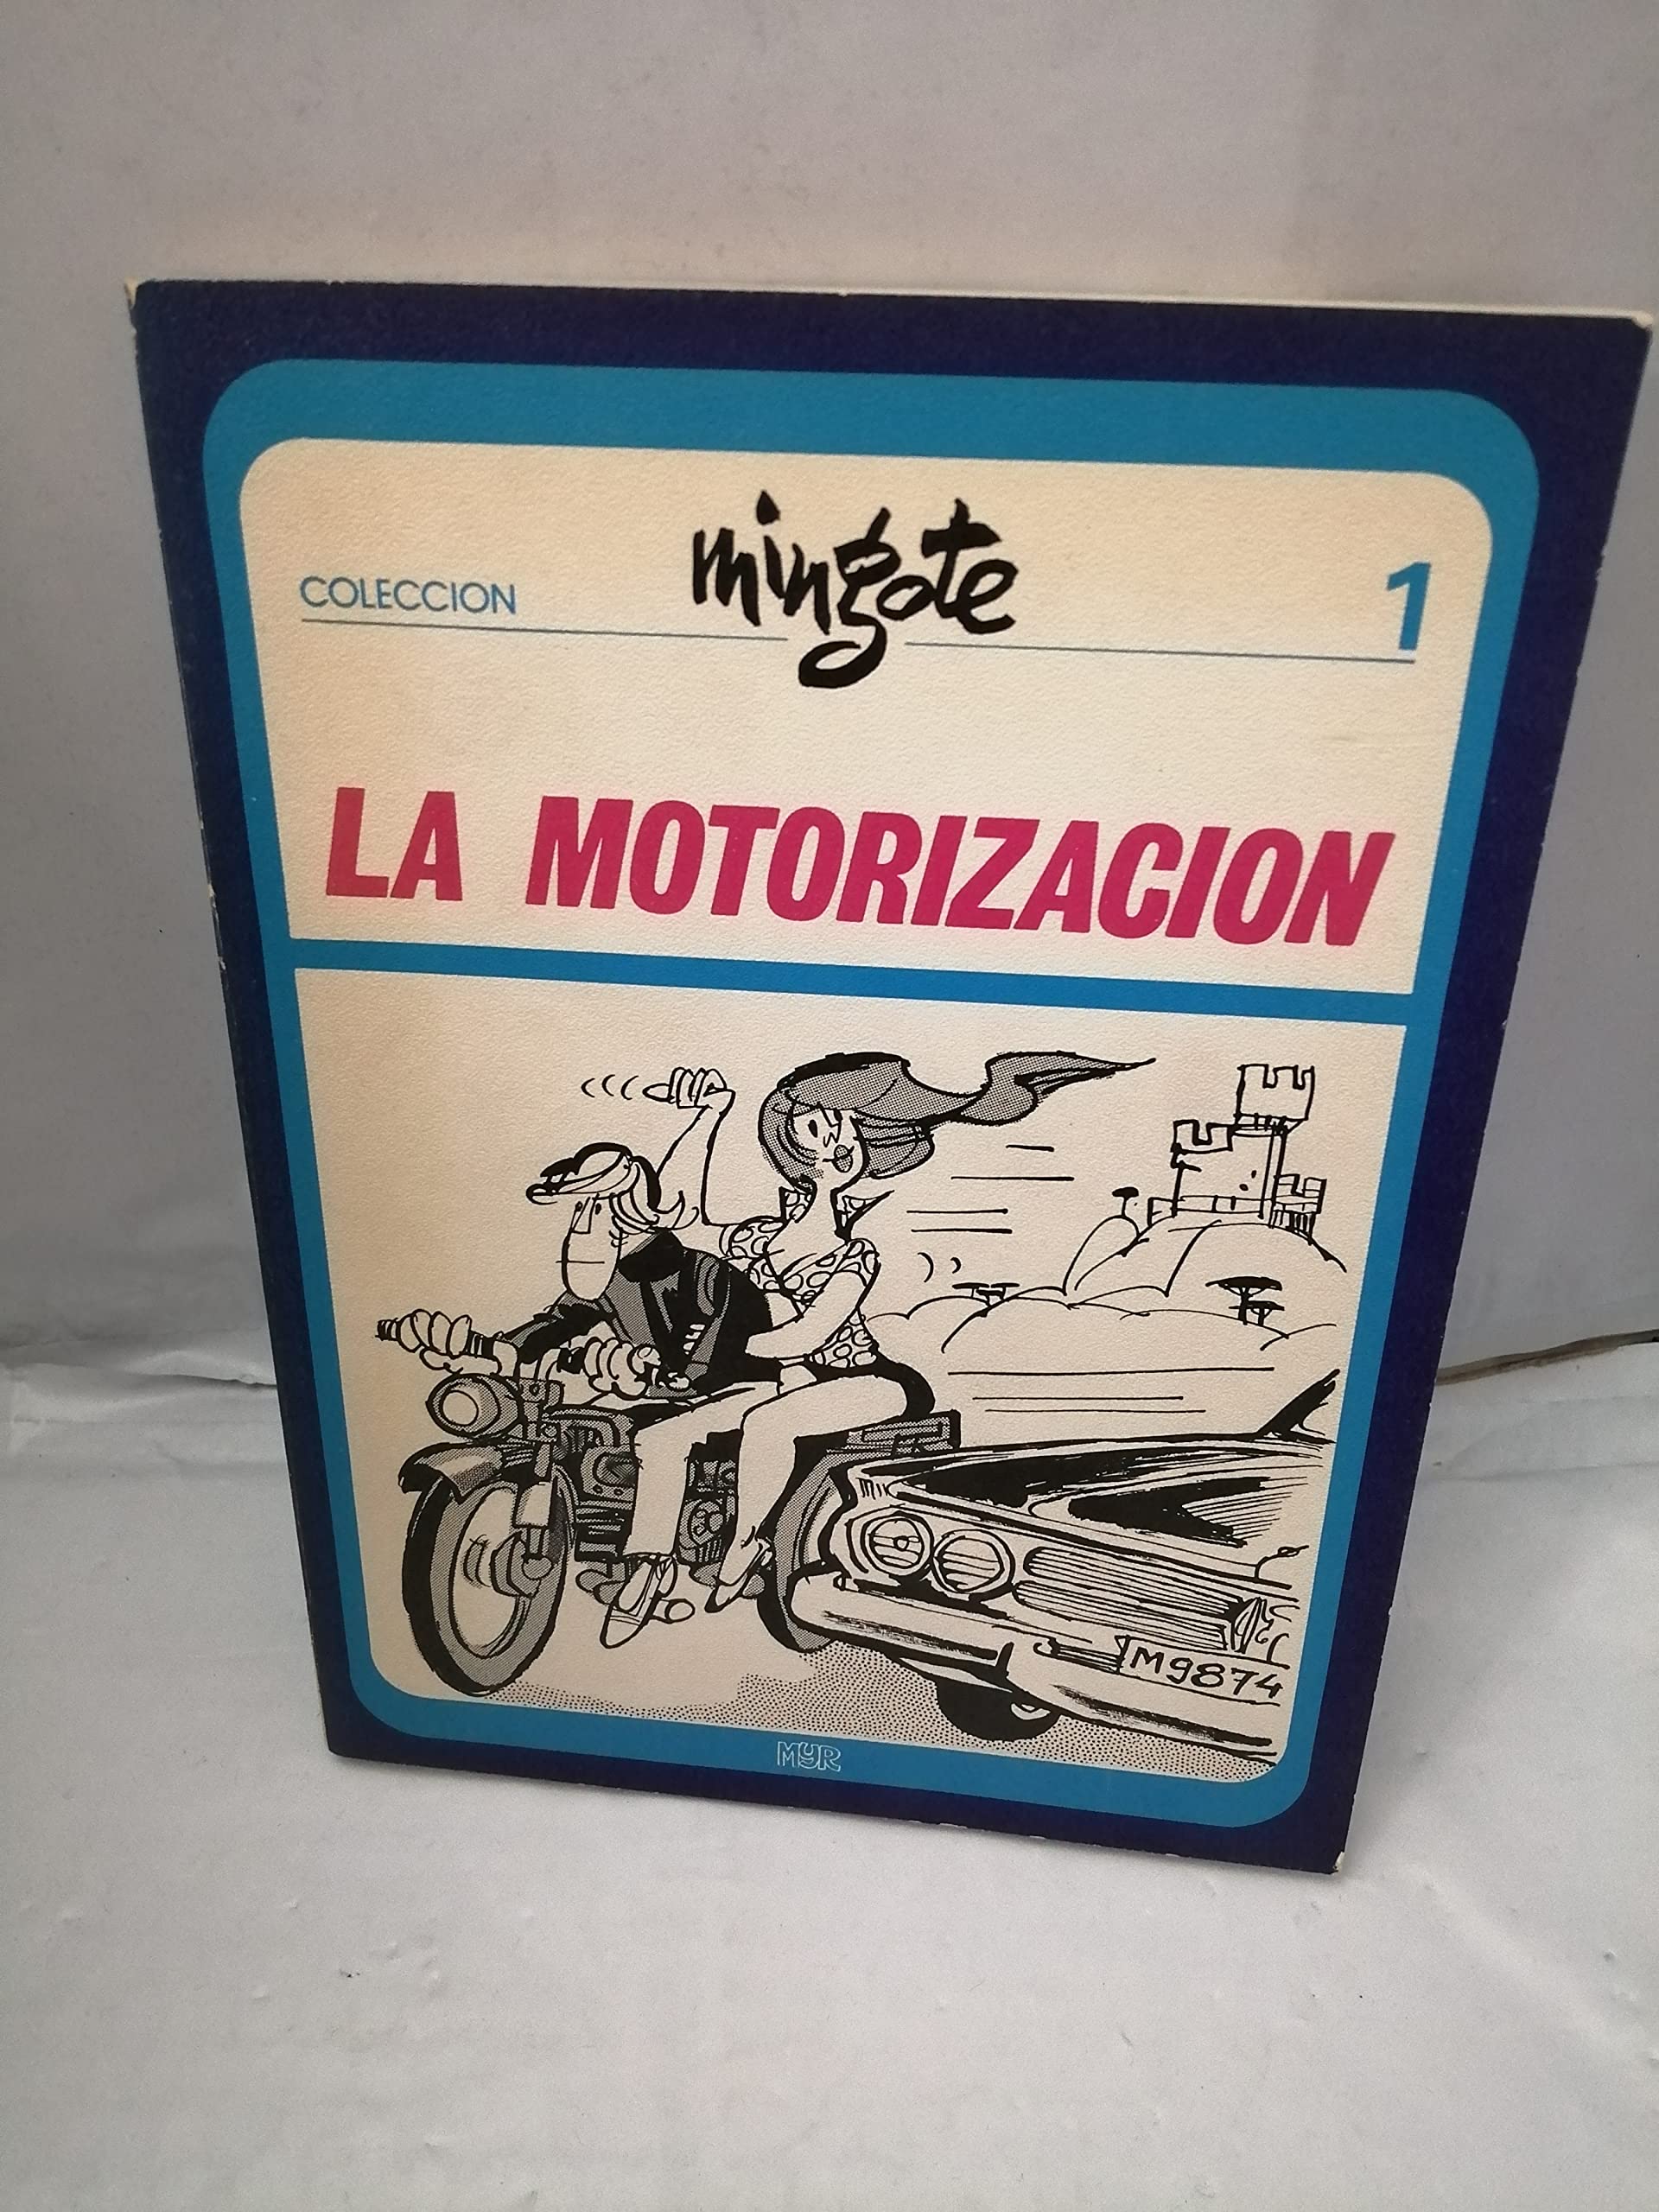 COLECCION mingote 1
LA MOTORIZACION
M9874
MYR